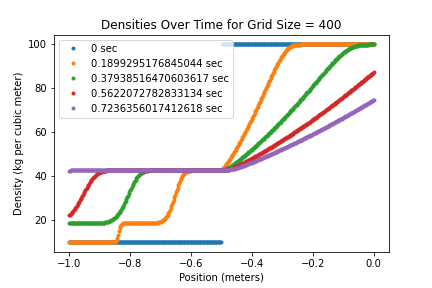 Densities Over Time for Grid Size = 400
0 sec
0.1899295176845044 sec
0.37938516470603617 sec
0.5622072782833134 sec
0.7236356017412618 sec
Density (kg per cubic meter)
100
80
60
40
20
−1.0 −0.8 −0.6 −0.4 −0.2 0.0
Position (meters)